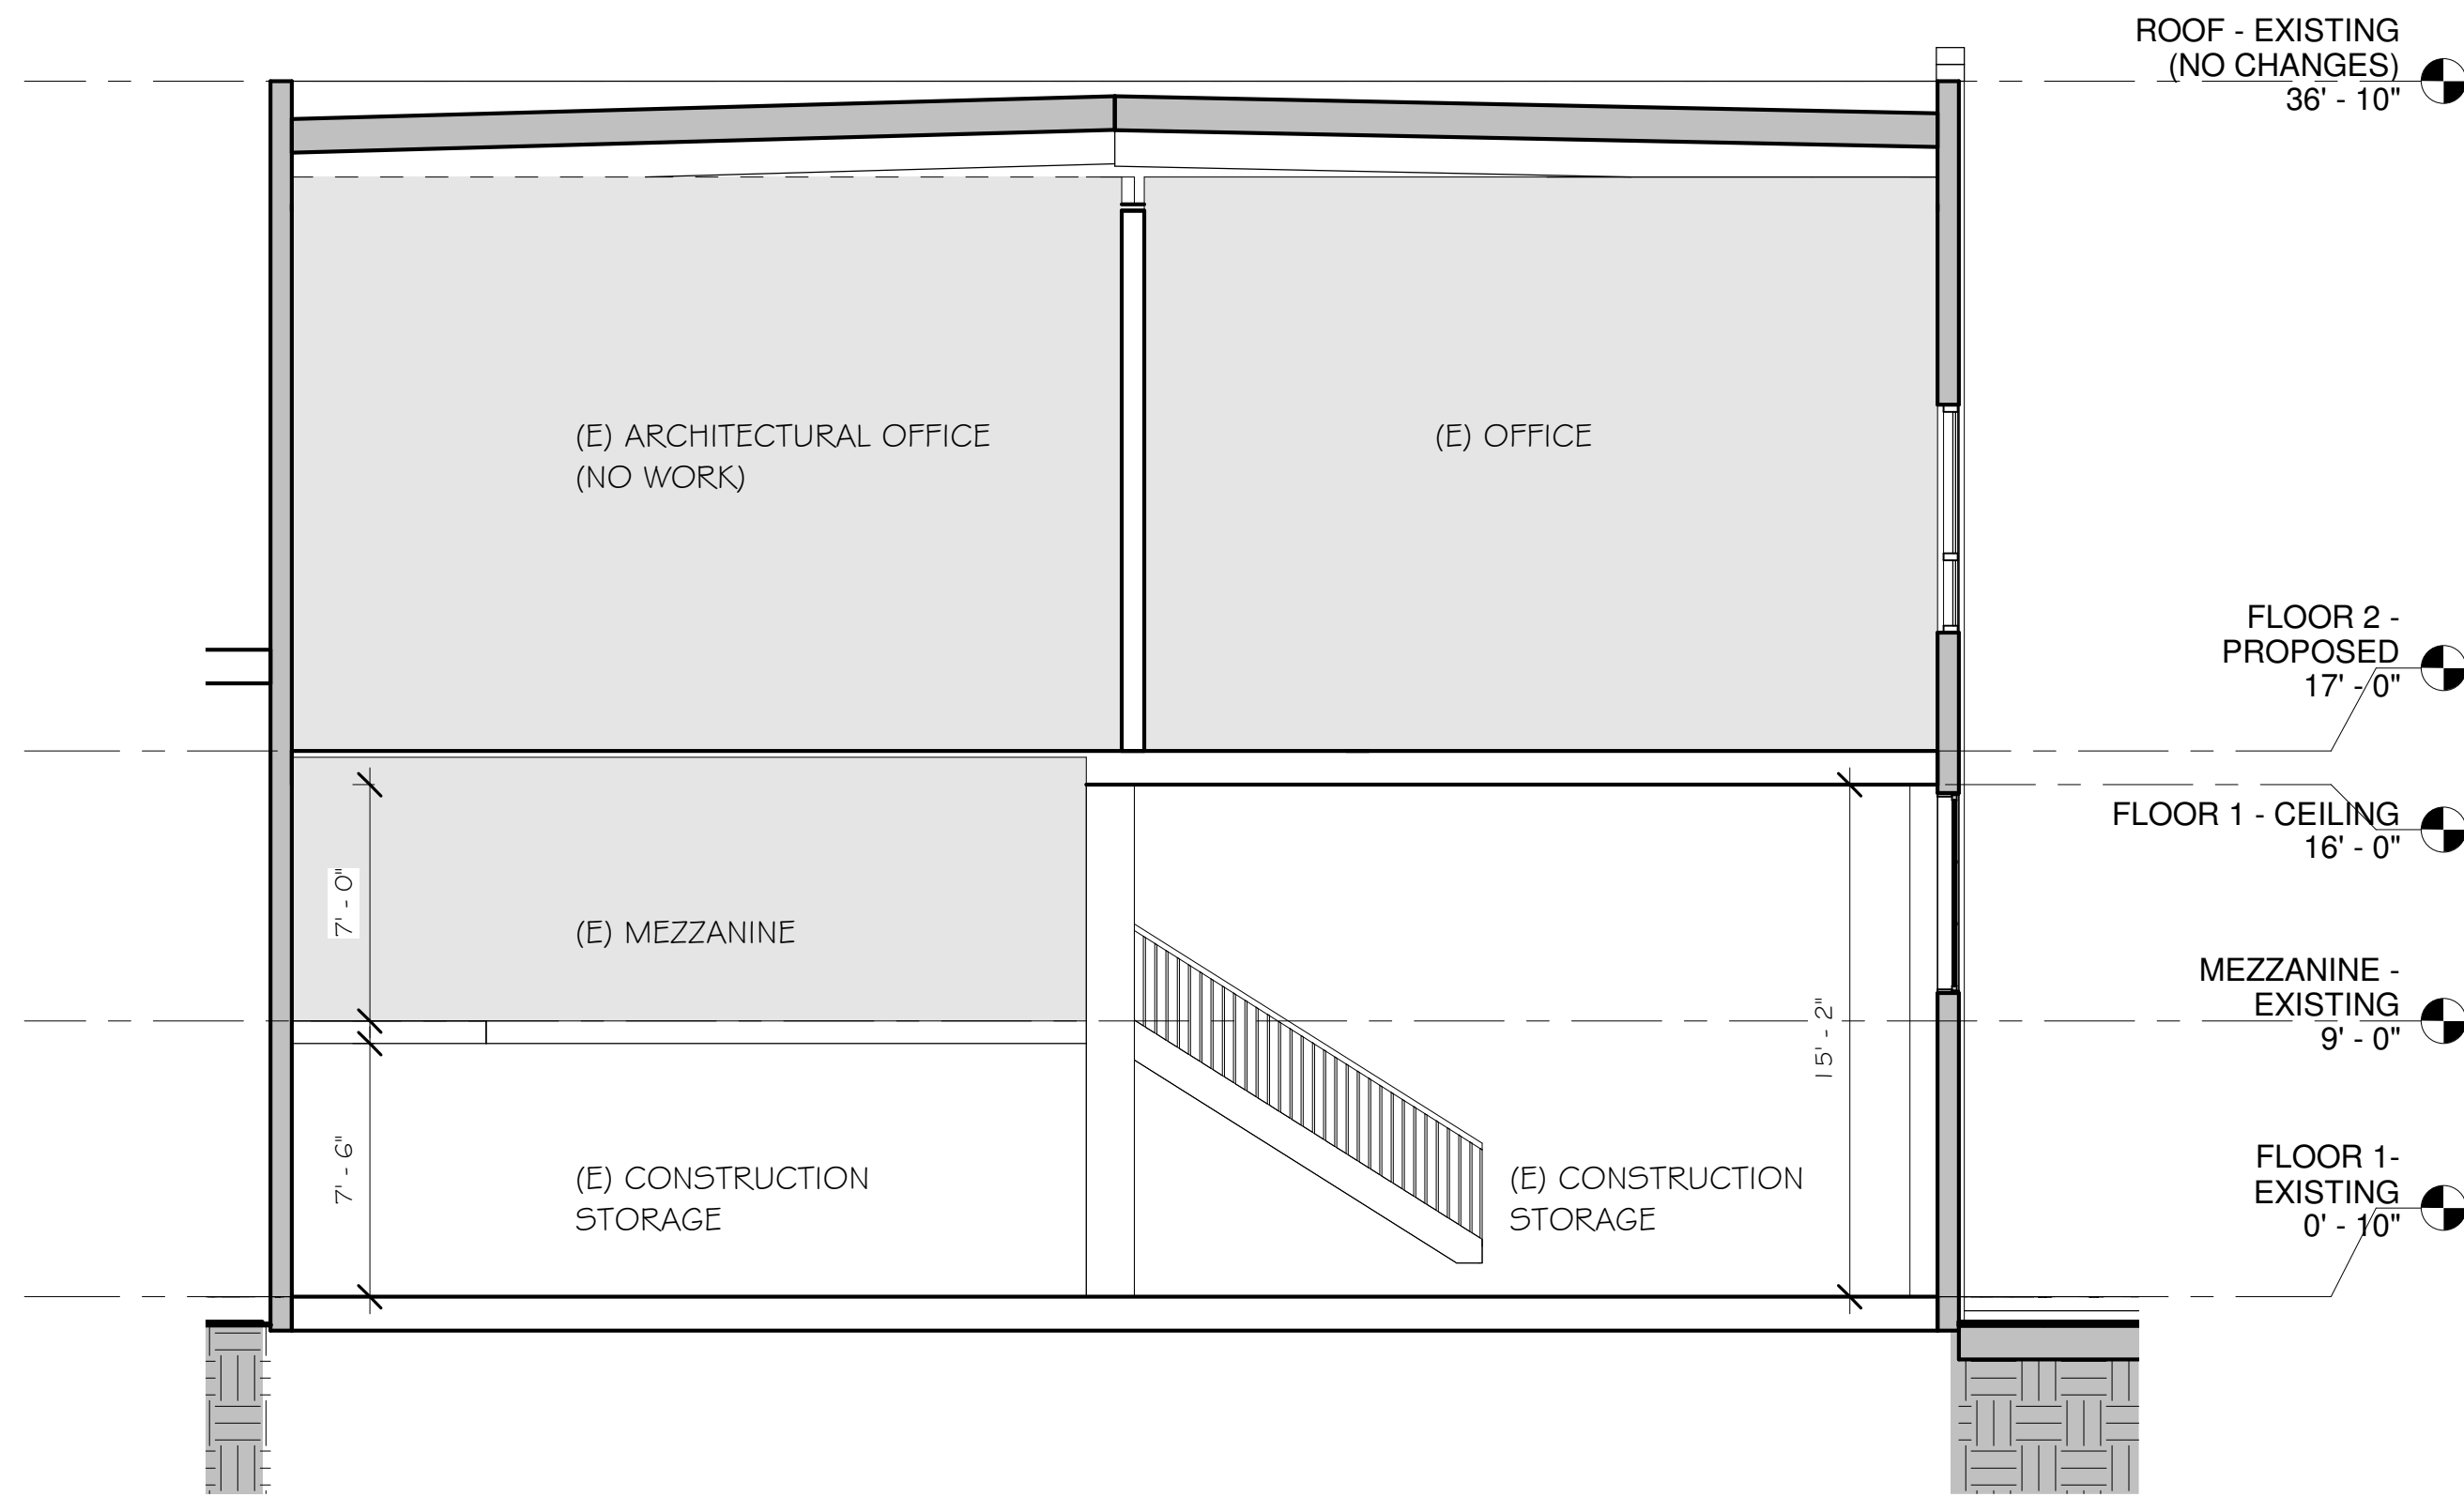 ROOF - EXISTING
(NO CHANGES)
36' - 10"
(E) ARCHITECTURAL OFFICE
(NO WORK)
(E) OFFICE
FLOOR 2 -
PROPOSED
17' - 0"
FLOOR 1 - CEILING
16' - 0"
7' - 0"
(E) MEZZANINE
MEZZANINE -
EXISTING
9' - 0"
15' - 2"
7' - 6"
(E) CONSTRUCTION
STORAGE
(E) CONSTRUCTION
STORAGE
FLOOR 1-
EXISTING
0' - 10"